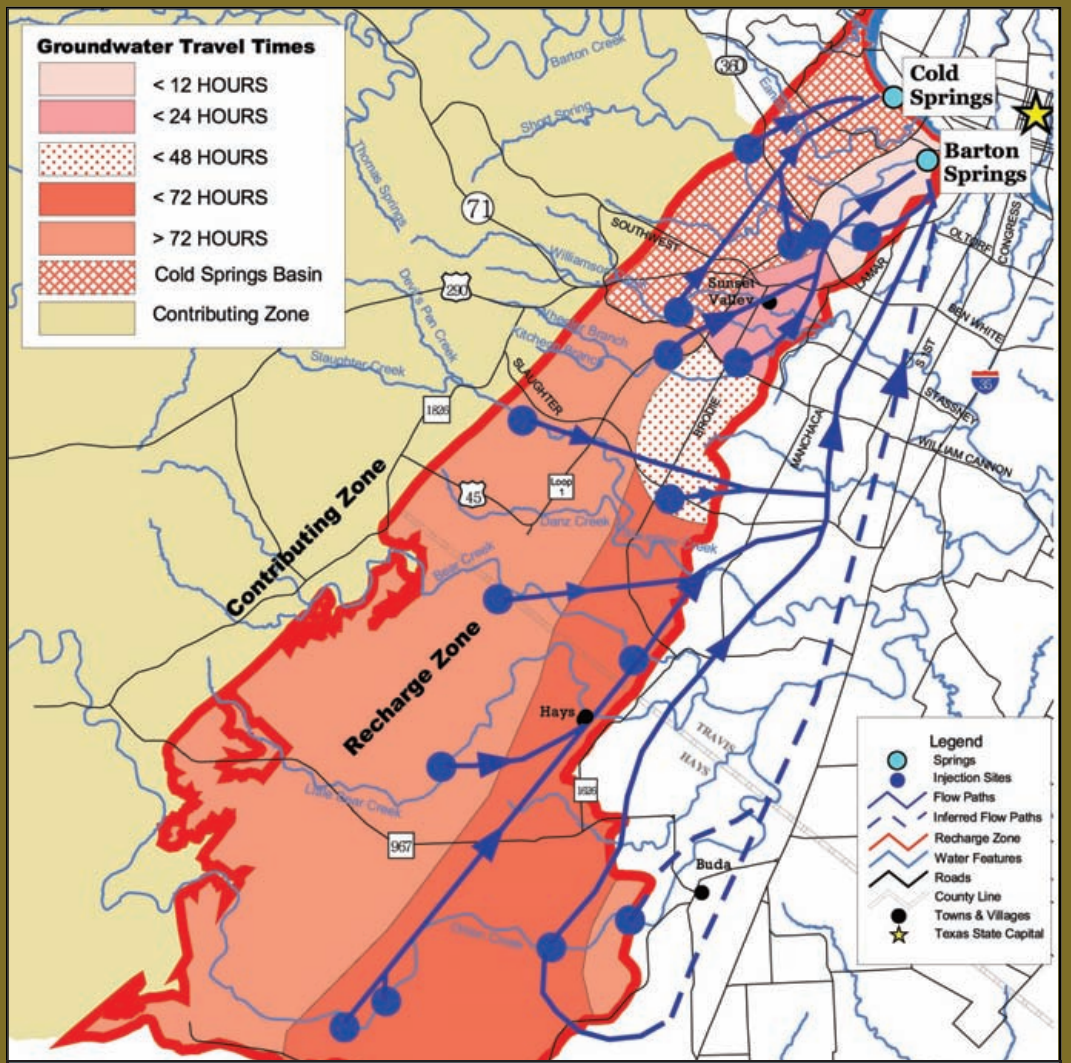 Groundwater Travel Times
< 12 HOURS
< 24 HOURS
< 48 HOURS
< 72 HOURS
> 72 HOURS
Cold Springs Basin
Contributing Zone
Barton Creek
360
Cold
Springs
Short Spring
Thomas Springs
Barton
Springs
71
SOUTHWEST
CONGRESS
OLTORF
LAMAR
Williamson
290
Sunset
Valley
Devil's Pen Creek
BEN WHITE
S 1ST
Kitcheon Branch
Slaughter Creek
SLAUGHTER
35
STASSNEY
1826
BRODIE
MANCHACA
WILLIAM CANNON
Loop
1
45
Danz Creek
Creek
Contributing Zone
Bear Creek
Recharge Zone
Hays
TRAVIS
HAYS
Little Bear Creek
1626
967
Buda
Onion Creek
Legend
Springs
Injection Sites
Flow Paths
Inferred Flow Paths
Recharge Zone
Water Features
Roads
County Line
Towns & Villages
Texas State Capital